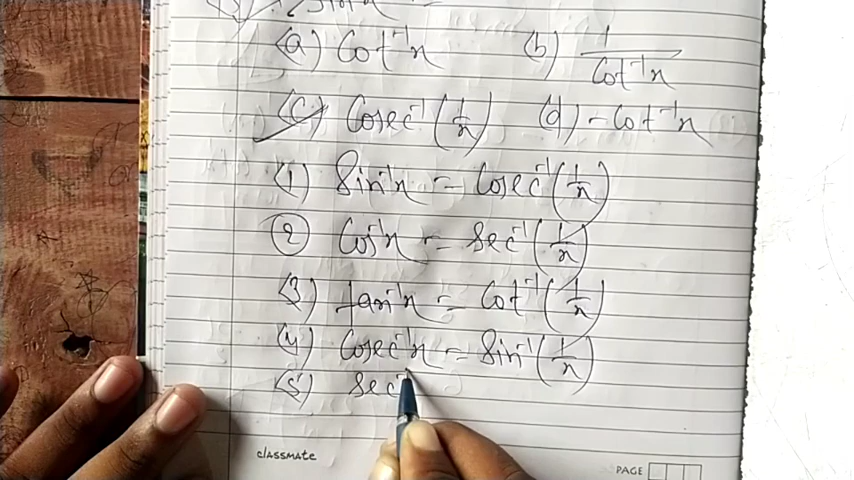 (a) Cot⁻¹x (b) 1/Cot⁻¹x
(c) Cosec⁻¹(1/x) (d) - Cot⁻¹x
(1) Sin⁻¹x = Cosec⁻¹(1/x)
(2) Cos⁻¹x = Sec⁻¹(1/x)
(3) tan⁻¹x = Cot⁻¹(1/x)
(4) Cosec⁻¹x = Sin⁻¹(1/x)
(5) Sec⁻
classmate
PAGE